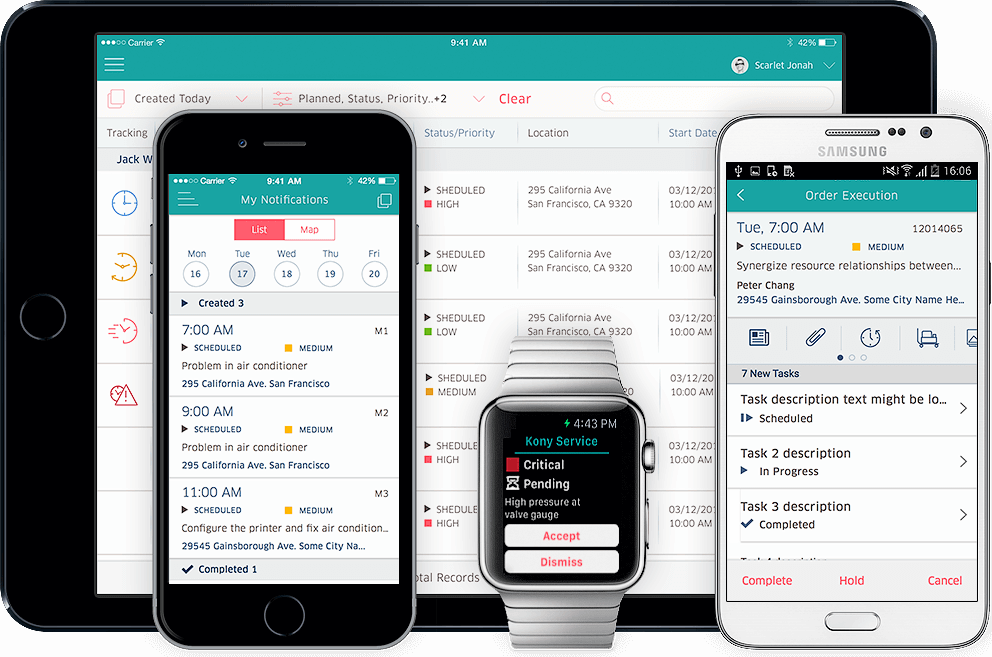 Carrier
9:41 AM
42%
Scarlet Jonah
Created Today
Planned, Status, Priority..+2
Clear
Tracking
Status/Priority
Location
Start Date
Jack W
SHEDULED
HIGH
295 California Ave
San Francisco, CA 9320
03/12/20
10:00 AM
SHEDULED
LOW
295 California Ave
San Francisco, CA 9320
03/12/20
10:00 AM
SHEDULED
LOW
295 California Ave
San Francisco, CA 9320
03/12/20
10:00 AM
SHEDULED
MEDIUM
20
03/12/20
10:00 AM
SHEDULE
HIGH
03/12/20
10:00 AM
SHEDULE
HIGH
03/12/20
10:00 AM
otal Records
Carrier
9:41 AM
42%
My Notifications
List
Map
Mon
Tue
Wed
Thu
Fri
16
17
18
19
20
Created 3
7:00 AM
M1
SCHEDULED
MEDIUM
Problem in air conditioner
295 California Ave. San Francisco
9:00 AM
M2
SCHEDULED
MEDIUM
Problem in air conditioner
295 California Ave. San Francisco
11:00 AM
M3
SCHEDULED
MEDIUM
Configure the printer and fix air condition...
29545 Gainsborough Ave. Some City Na...
Completed 1
4:43 PM
Kony Service
Critical
Pending
High pressure at
valve gauge
Accept
Dismiss
SAMSUNG
16:06
Order Execution
Tue, 7:00 AM
12014065
SCHEDULED
MEDIUM
Synergize resource relationships between...
Peter Chang
29545 Gainsborough Ave. Some City Name He...
7 New Tasks
Task description text might be lo...
Scheduled
Task 2 description
In Progress
Task 3 description
Completed
Complete
Hold
Cancel